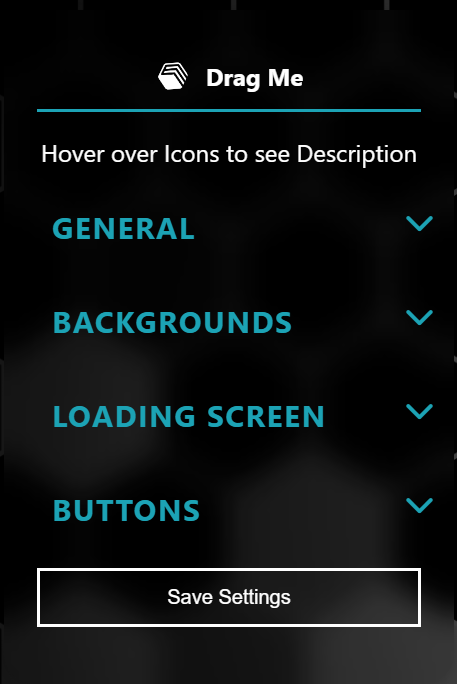 Drag Me
Hover over Icons to see Description
GENERAL
BACKGROUNDS
LOADING SCREEN
BUTTONS
Save Settings